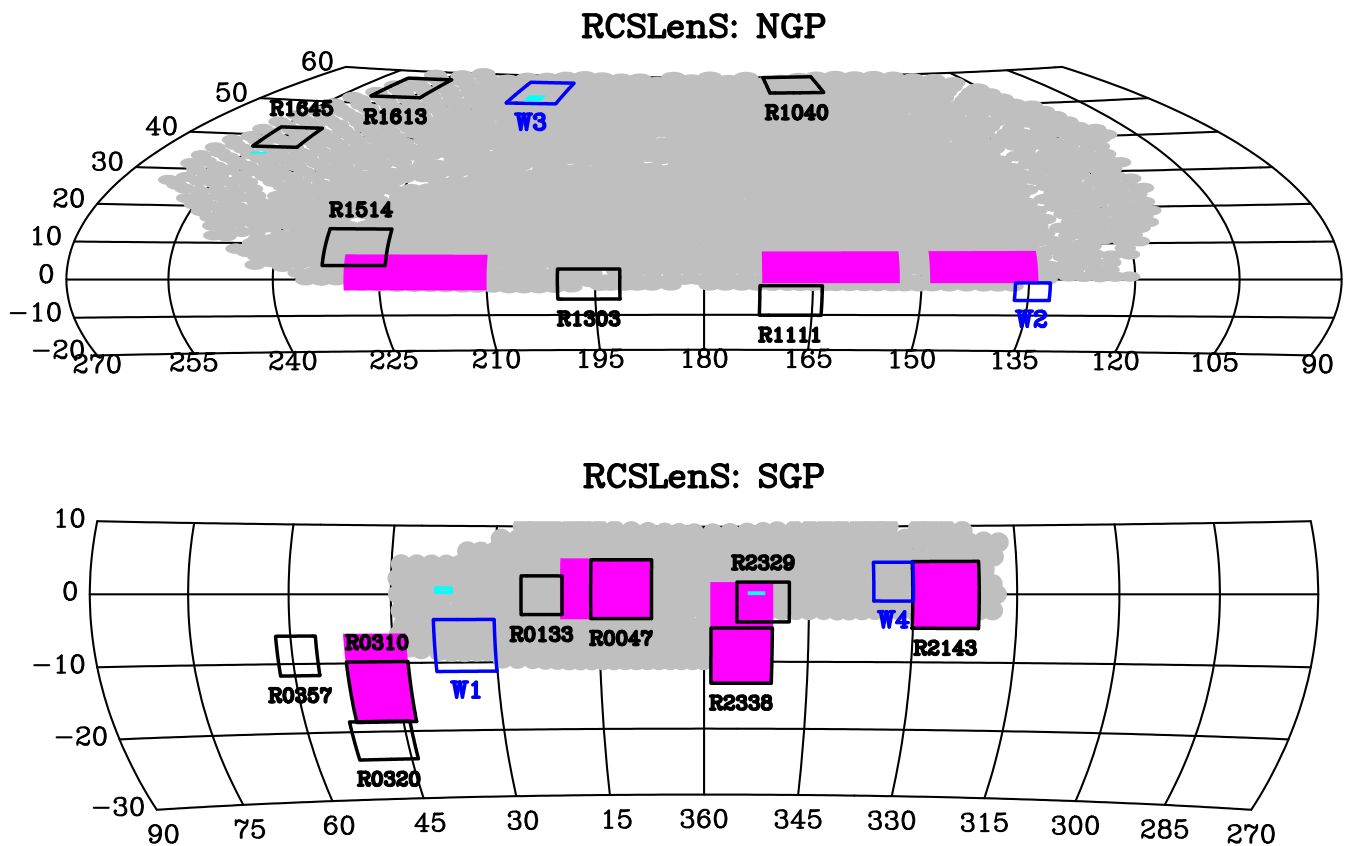 RCSLenS: NGP
60
50
R1645
R1613
W3
R1040
40
30
20
R1514
10
0
-10
R1303
R1111
W2
-20
270 255 240 225 210 195 180 165 150 135 120 105 90
RCSLenS: SGP
10
R2329
0
R0133 R0047 W4
R0310 R2143
-10
R0357 W1 R2338
-20
R0320
-30
90 75 60 45 30 15 360 345 330 315 300 285 270